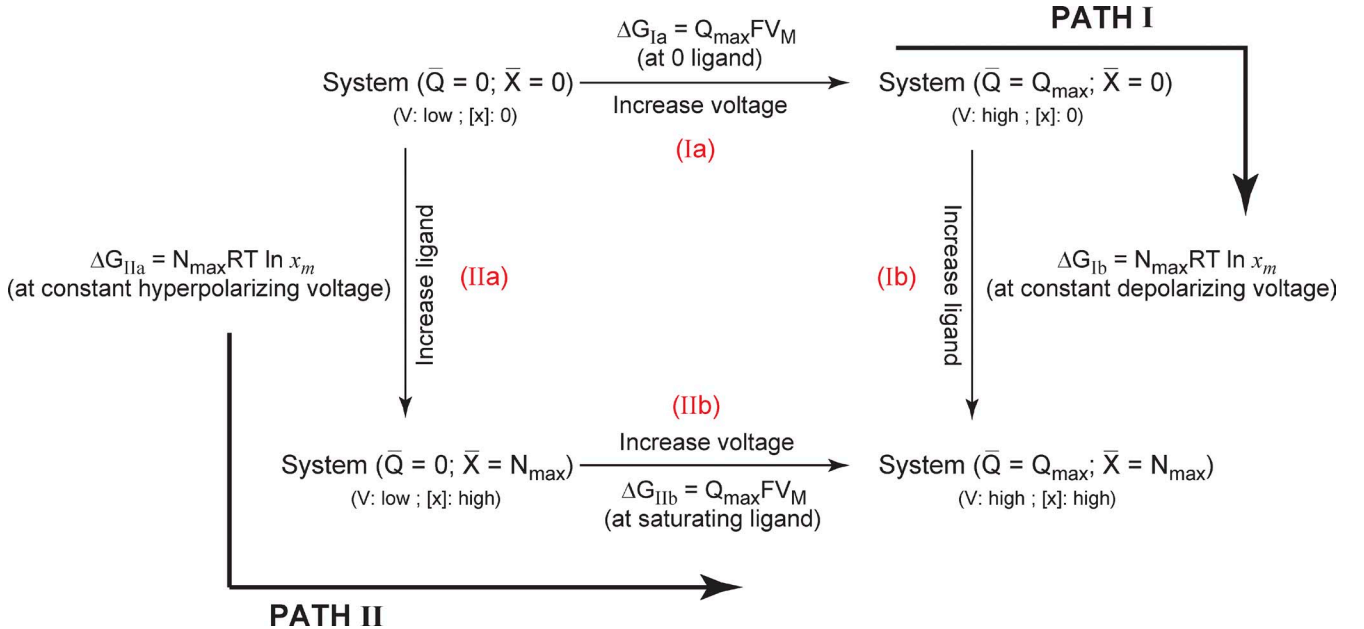 PATH I
ΔG_Ia = Q_max FV_M
(at 0 ligand)
System (Q̅ = 0; X̅ = 0)
(V: low ; [x]: 0)
Increase voltage
System (Q̅ = Q_max; X̅ = 0)
(V: high ; [x]: 0)
(Ia)
ΔG_IIa = N_max RT ln x_m
(at constant hyperpolarizing voltage)
Increase ligand
(IIa)
(Ib)
Increase ligand
ΔG_Ib = N_max RT ln x_m
(at constant depolarizing voltage)
(IIb)
Increase voltage
System (Q̅ = 0; X̅ = N_max)
(V: low ; [x]: high)
ΔG_IIb = Q_max FV_M
(at saturating ligand)
System (Q̅ = Q_max; X̅ = N_max)
(V: high ; [x]: high)
PATH II